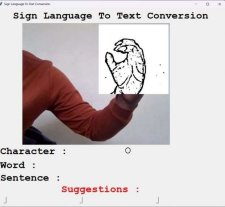 Sign Language To Text Conversion
Sign Language To Text Conversion
Character : O
Word :
Sentence :
Suggestions :